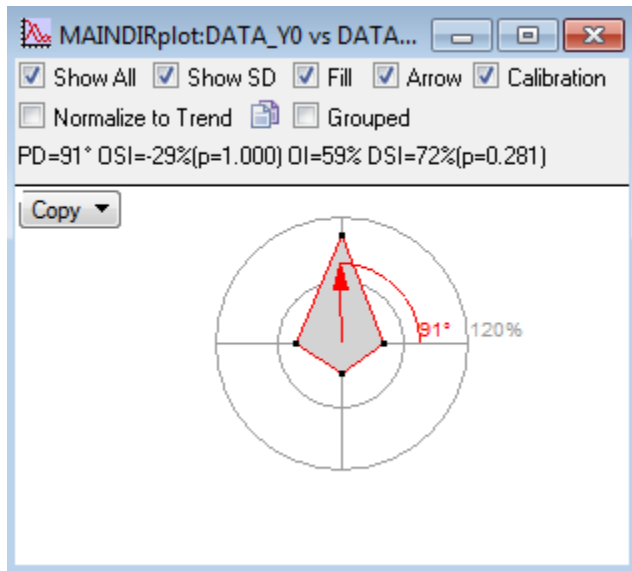 MAINDIRplot:DATA_Y0 vs DATA...
Show All Show SD Fill Arrow Calibration
Normalize to Trend Grouped
PD=91° OSI=-29%(p=1.000) OI=59% DSI=72%(p=0.281)
Copy
91° 120%